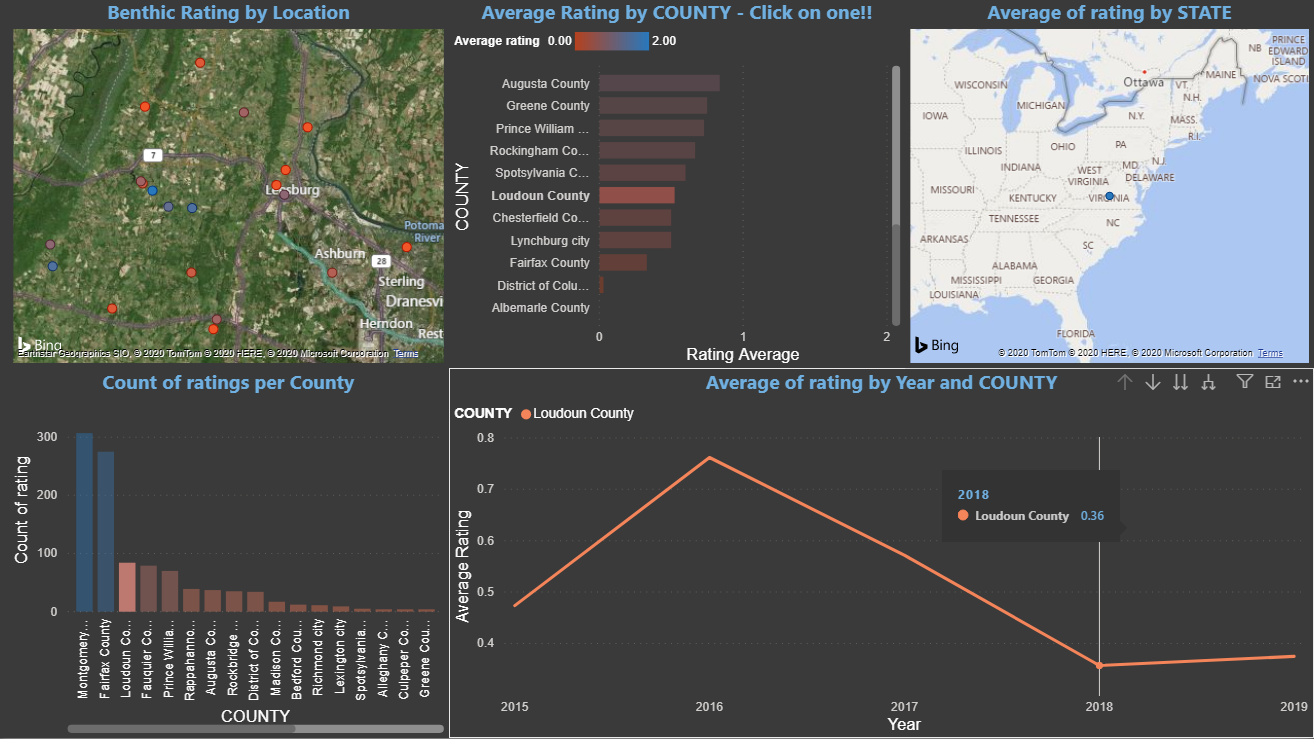 Benthic Rating by Location
7
Leesburg
Potoma
River
Ashburn
28
Sterling
Dranesvi
Herndon
Rest
Bing
Earthstar Geographics SIO, © 2020 TomTom © 2020 HERE, © 2020 Microsoft Corporation Terms
Average Rating by COUNTY - Click on one!!
Average rating 0.00 2.00
COUNTY
Augusta County
Greene County
Prince William ...
Rockingham Co...
Spotsylvania C...
Loudoun County
Chesterfield Co...
Lynchburg city
Fairfax County
District of Colu...
Albemarle County
0 1 2
Rating Average
Average of rating by STATE
NB
PRINCE
EDWARD
ISLAND
NOVA SCOTI
MAINE
Ottawa
VT.
N.H.
WISCONSIN
MICHIGAN
N.Y.
MASS.
R.I.
IOWA
ILLINOIS
INDIANA
OHIO
PA
N.J.
MD.
DELAWARE
WEST
VIRGINIA
MISSOURI
KENTUCKY
VIRGINIA
TENNESSEE
NC
ARKANSAS
SC
ALABAMA
MISSISSIPPI
GEORGIA
LOUISIANA
FLORIDA
Bing
© 2020 TomTom © 2020 HERE, © 2020 Microsoft Corporation Terms
Count of ratings per County
Count of rating
300
200
100
0
Montgomery...
Fairfax County
Loudoun Co...
Fauquier Co...
Prince Willia...
Rappahanno...
Augusta Co...
Rockbridge ...
District of Co...
Madison Co...
Bedford Cou...
Richmond city
Lexington city
Spotsylvania...
Alleghany C...
Culpeper Co...
Greene Cou...
COUNTY
Average of rating by Year and COUNTY
COUNTY Loudoun County
Average Rating
0.8
0.7
0.6
0.5
0.4
2018
Loudoun County 0.36
2015 2016 2017 2018 2019
Year